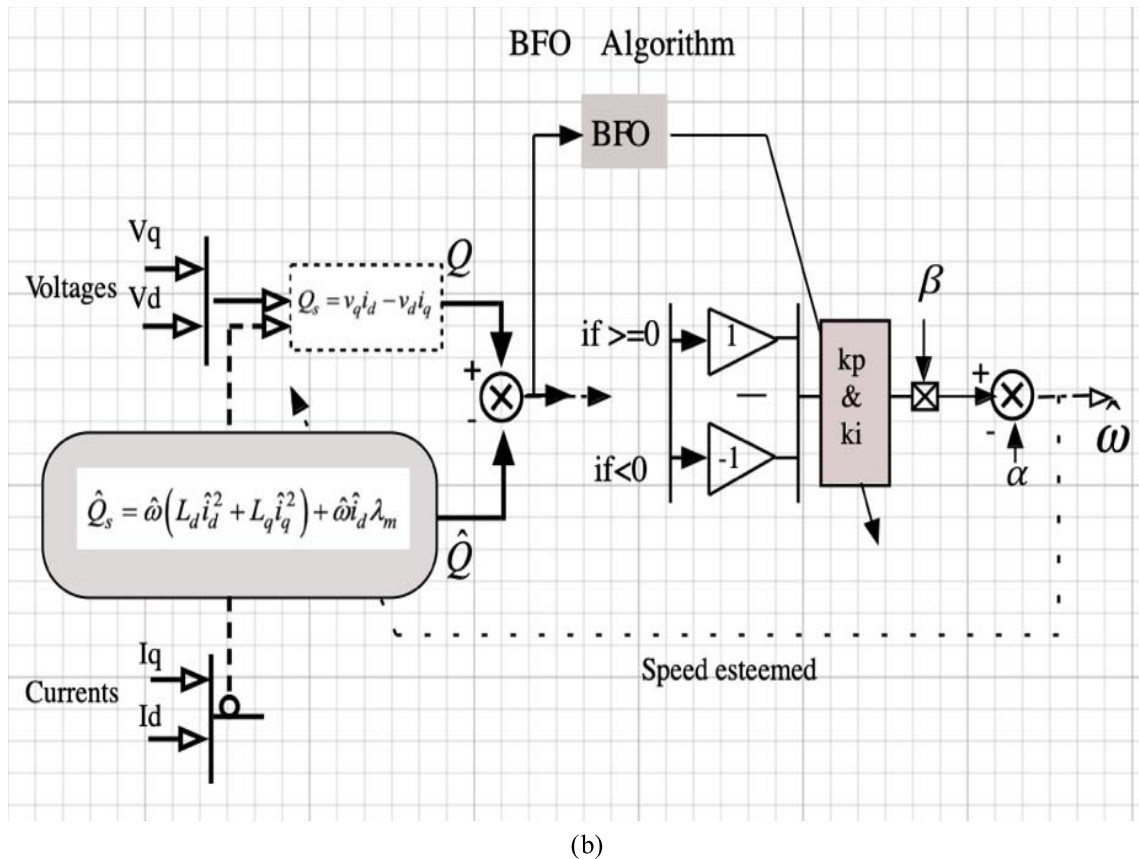 BFO Algorithm
BFO
Vq
Voltages
Vd
Q
Q_s = v_q i_d − v_d i_q
+
-
if >=0
1
—
if<0
-1
kp
&
ki
β
+
-
α
ω̂
Q̂_s = ω̂(L_d î_d^2 + L_q î_q^2) + ω̂ î_d λ_m
Q̂
Iq
Currents
Id
Speed esteemed
(b)